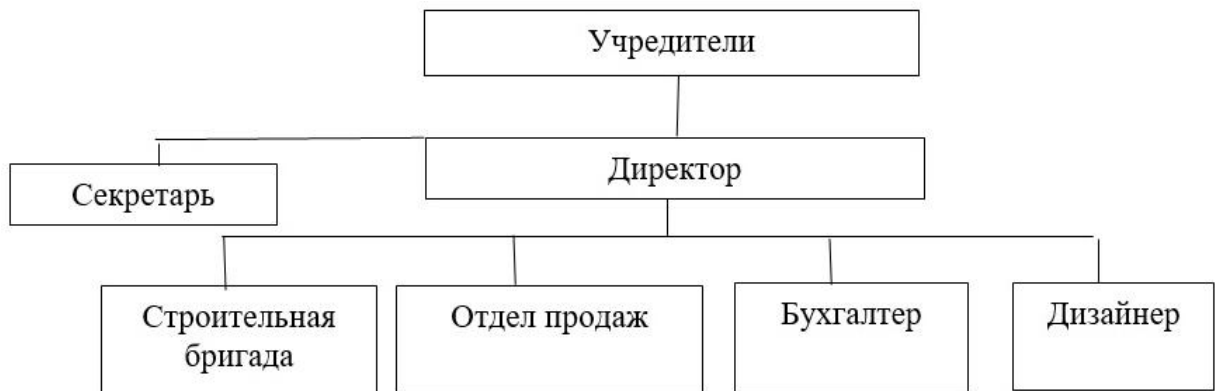 Учредители
Директор
Секретарь
Строительная
бригада
Отдел продаж
Бухгалтер
Дизайнер